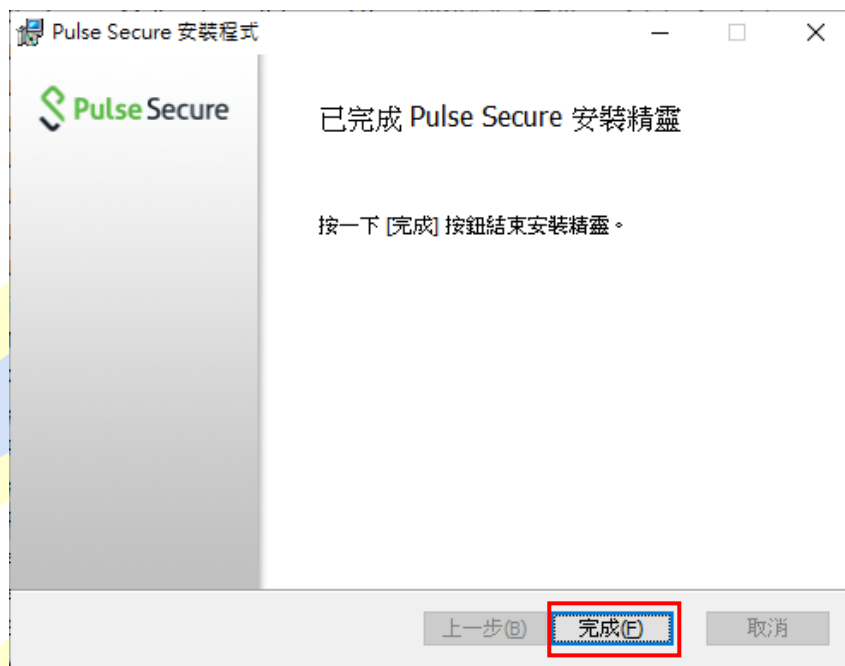 Pulse Secure 安裝程式
Pulse Secure
已完成 Pulse Secure 安裝精靈
按一下 [完成] 按鈕結束安裝精靈。
上一步(B)
完成(F)
取消